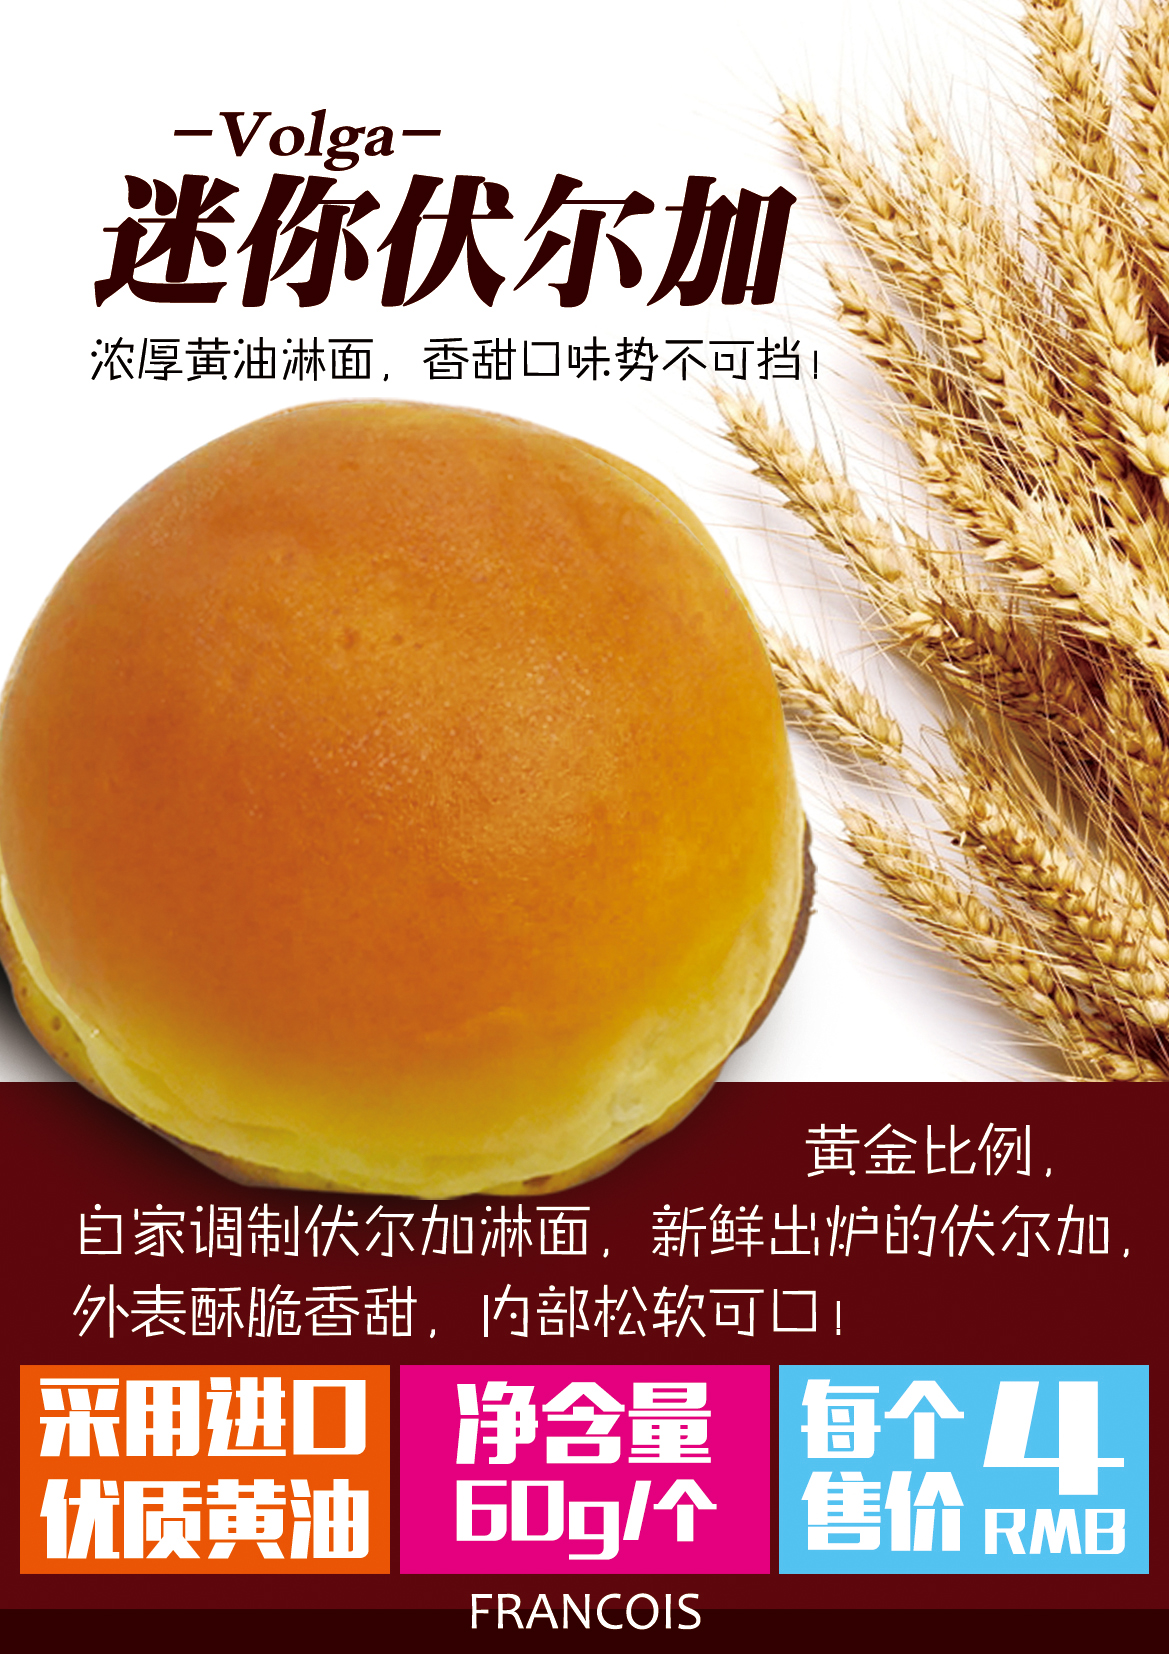 -Volga-
迷你伏尔加
浓厚黄油淋面，香甜口味势不可挡！
黄金比例，
自家调制伏尔加淋面，新鲜出炉的伏尔加，
外表酥脆香甜，内部松软可口！
采用进口
优质黄油
净含量
60g/个
每个
售价
4
RMB
FRANCOIS